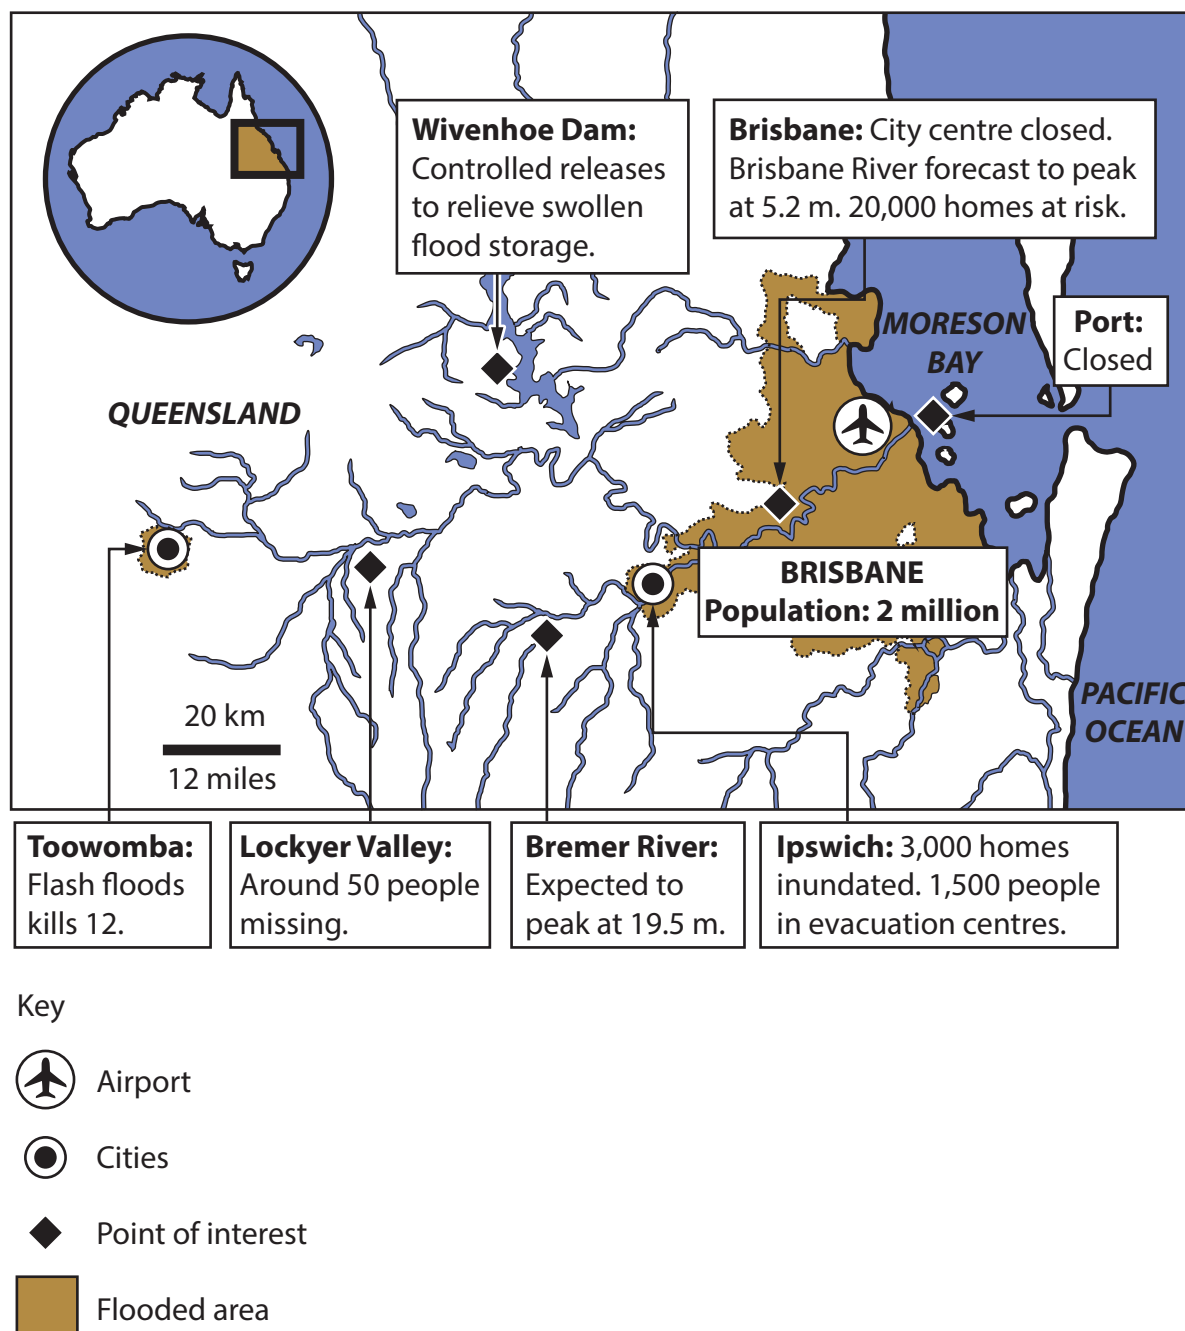 Wivenhoe Dam:
Controlled releases
to relieve swollen
flood storage.
Brisbane: City centre closed.
Brisbane River forecast to peak
at 5.2 m. 20,000 homes at risk.
MORESON
BAY
Port:
Closed
QUEENSLAND
BRISBANE
Population: 2 million
PACIFIC
OCEAN
20 km
12 miles
Toowomba:
Flash floods
kills 12.
Lockyer Valley:
Around 50 people
missing.
Bremer River:
Expected to
peak at 19.5 m.
Ipswich: 3,000 homes
inundated. 1,500 people
in evacuation centres.
Key
Airport
Cities
Point of interest
Flooded area